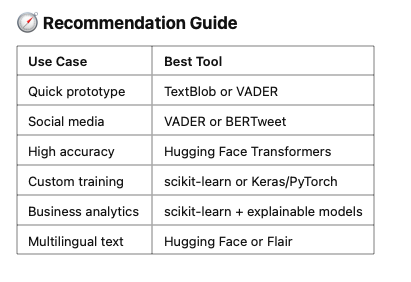 🧭 Recommendation Guide
Use Case Best Tool
Quick prototype TextBlob or VADER
Social media VADER or BERTweet
High accuracy Hugging Face Transformers
Custom training scikit-learn or Keras/PyTorch
Business analytics scikit-learn + explainable models
Multilingual text Hugging Face or Flair